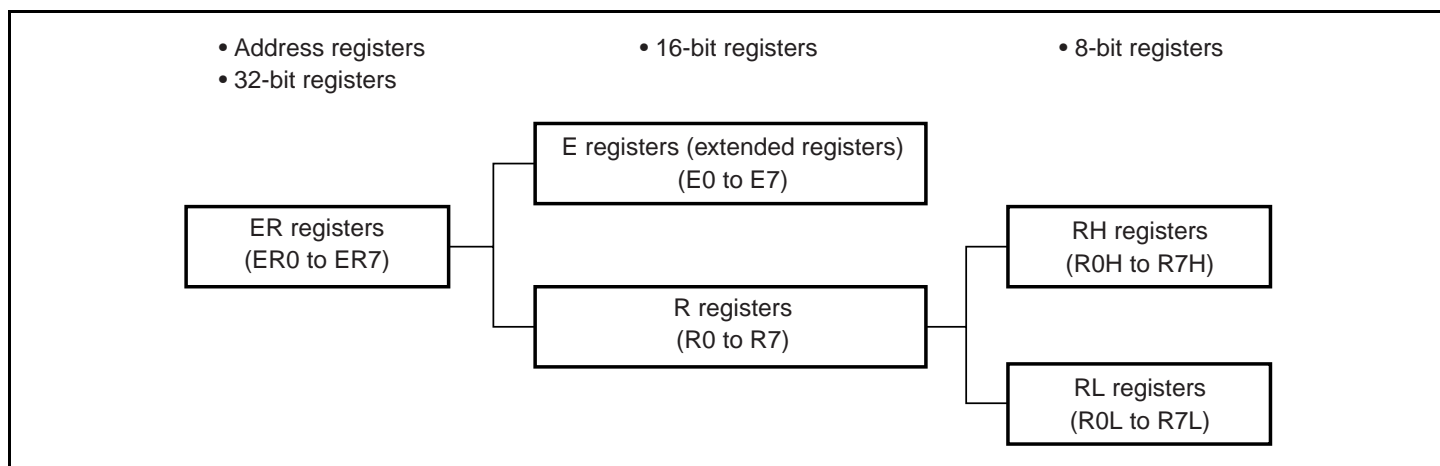 • Address registers
• 32-bit registers
• 16-bit registers
• 8-bit registers
E registers (extended registers)
(E0 to E7)
ER registers
(ER0 to ER7)
R registers
(R0 to R7)
RH registers
(R0H to R7H)
RL registers
(R0L to R7L)